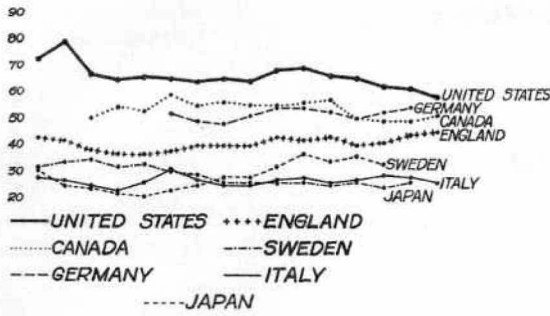 90
80
70
60
50
40
30
20
UNITED STATES
GERMANY
CANADA
ENGLAND
SWEDEN
ITALY
JAPAN
UNITED STATES ENGLAND
CANADA SWEDEN
GERMANY ITALY
JAPAN